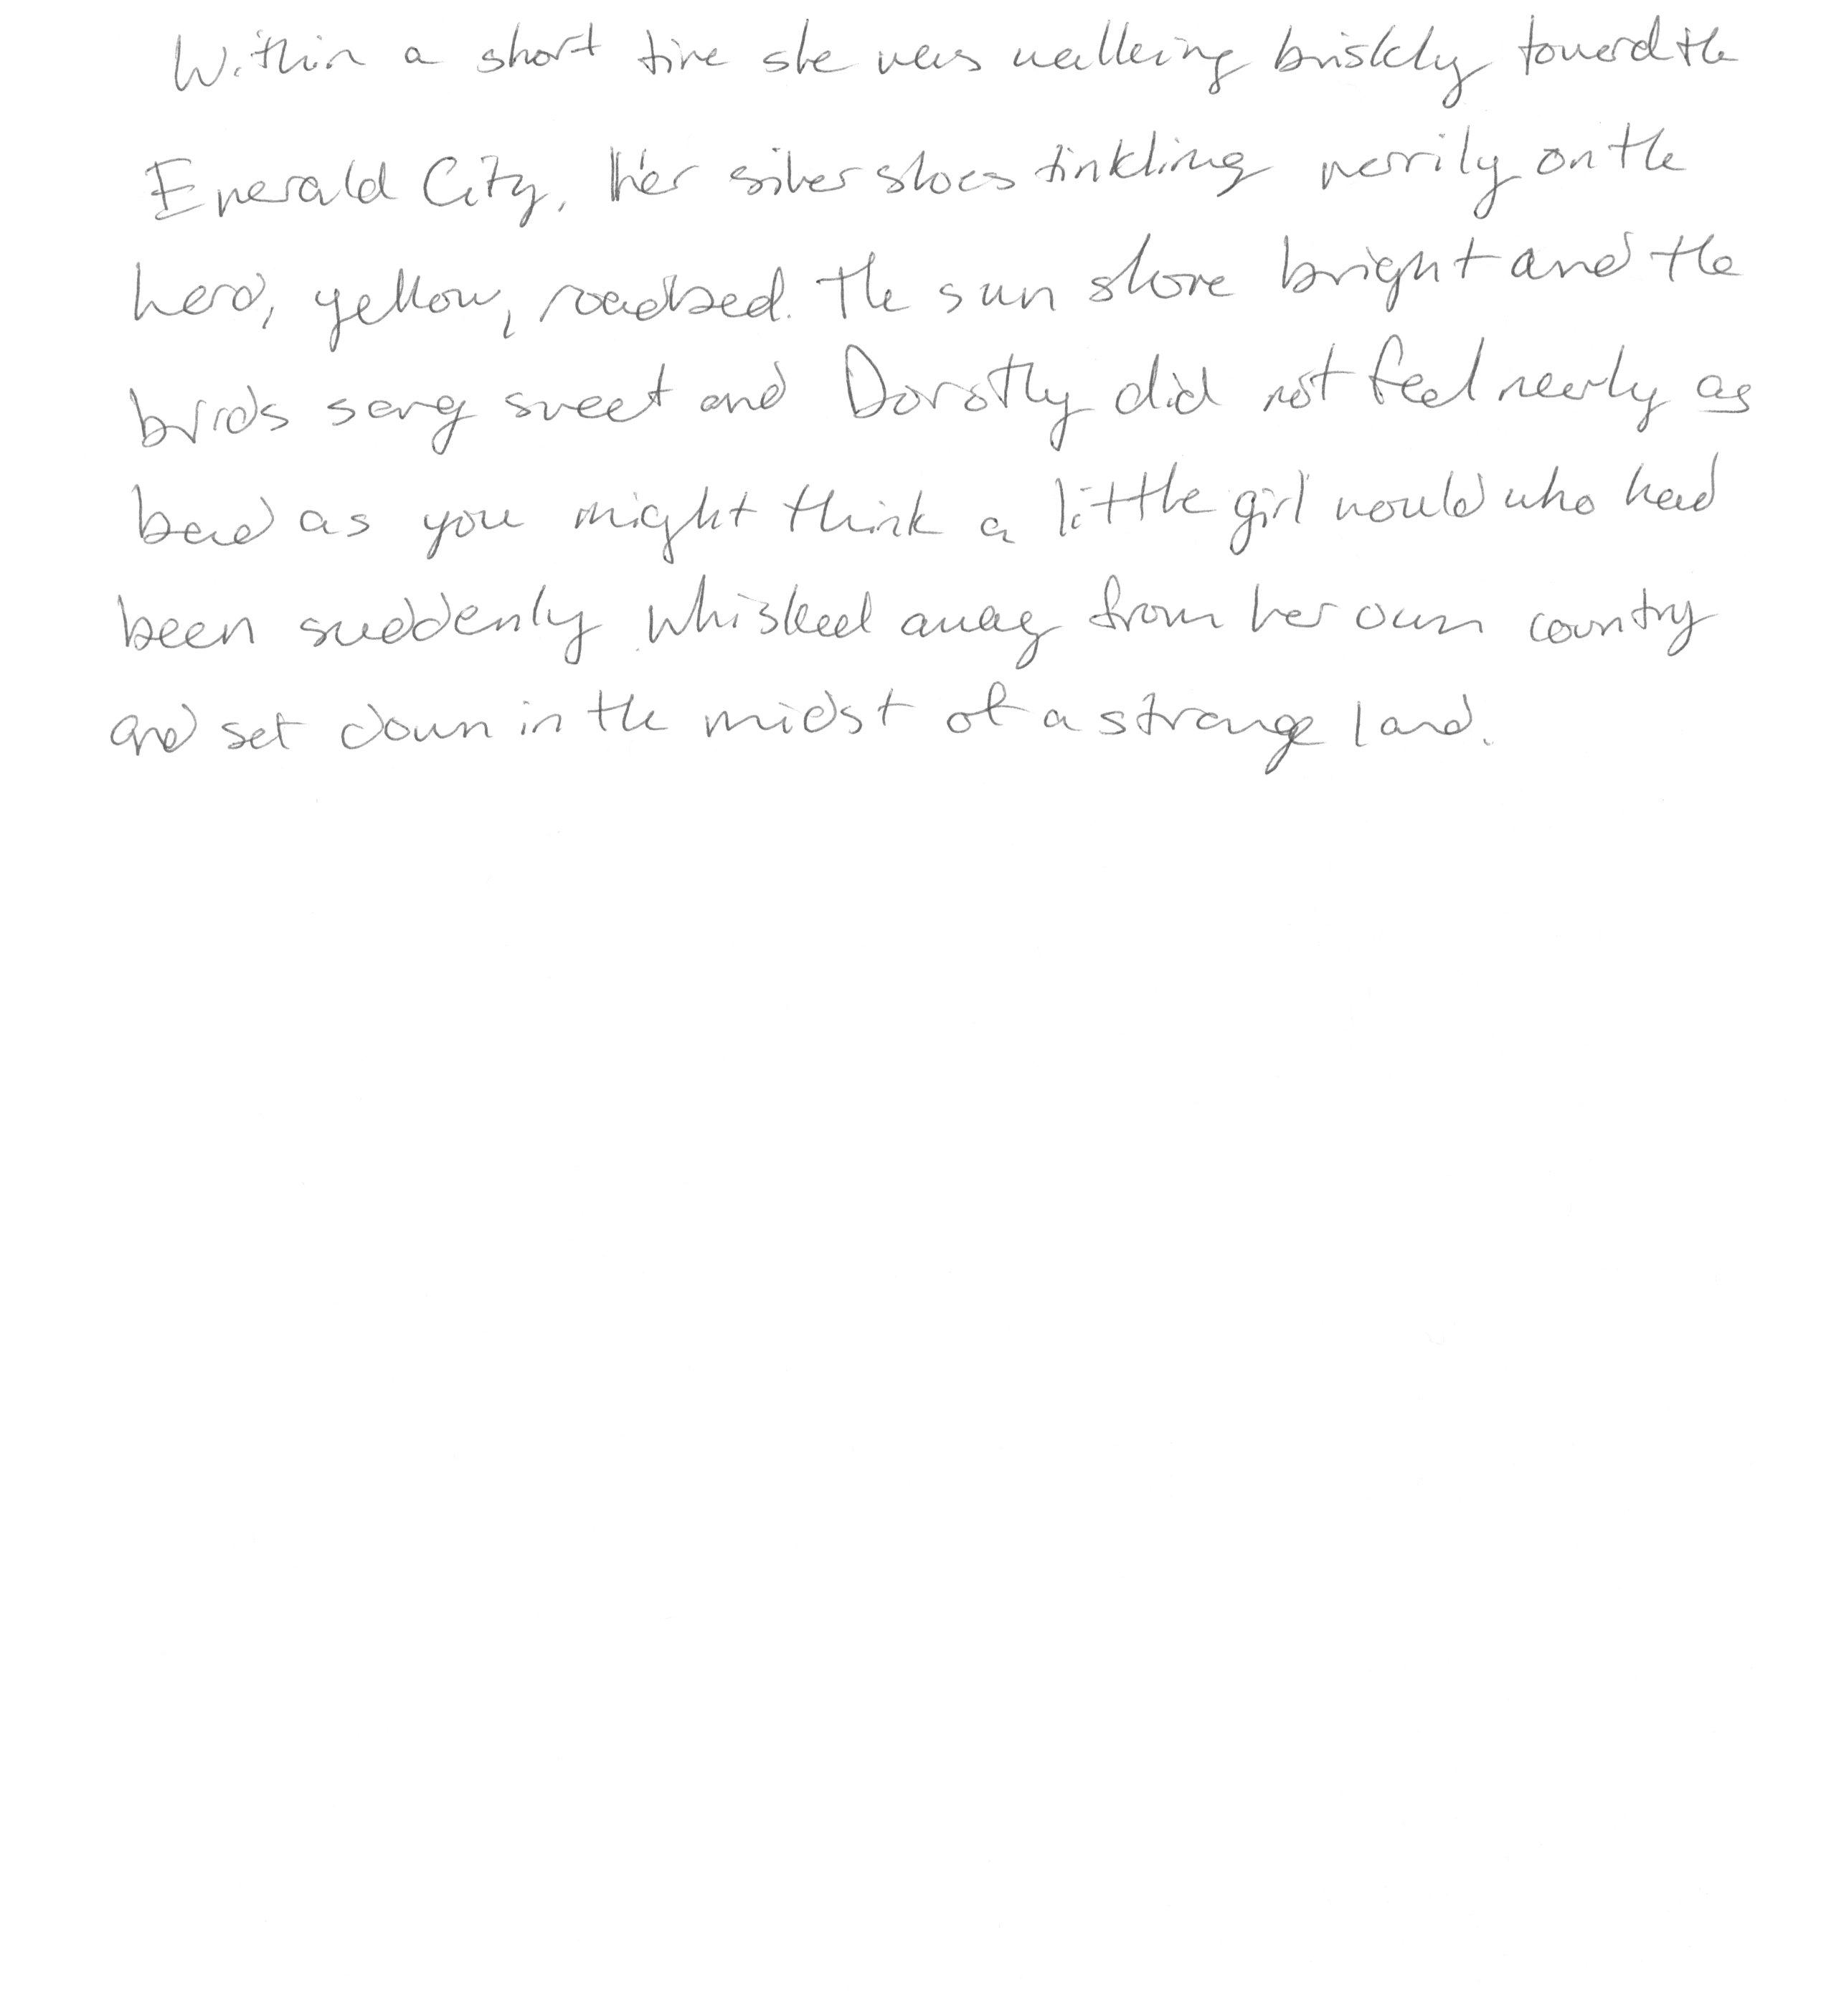 Within a short time she was walking briskly toward the
Emerald City, her silver shoes tinkling merrily on the
hard, yellow, roadbed. The sun shone bright and the
birds sang sweet and Dorothy did not feel nearly as
bad as you might think a little girl would who had
been suddenly whisked away from her own country
and set down in the midst of a strange land.